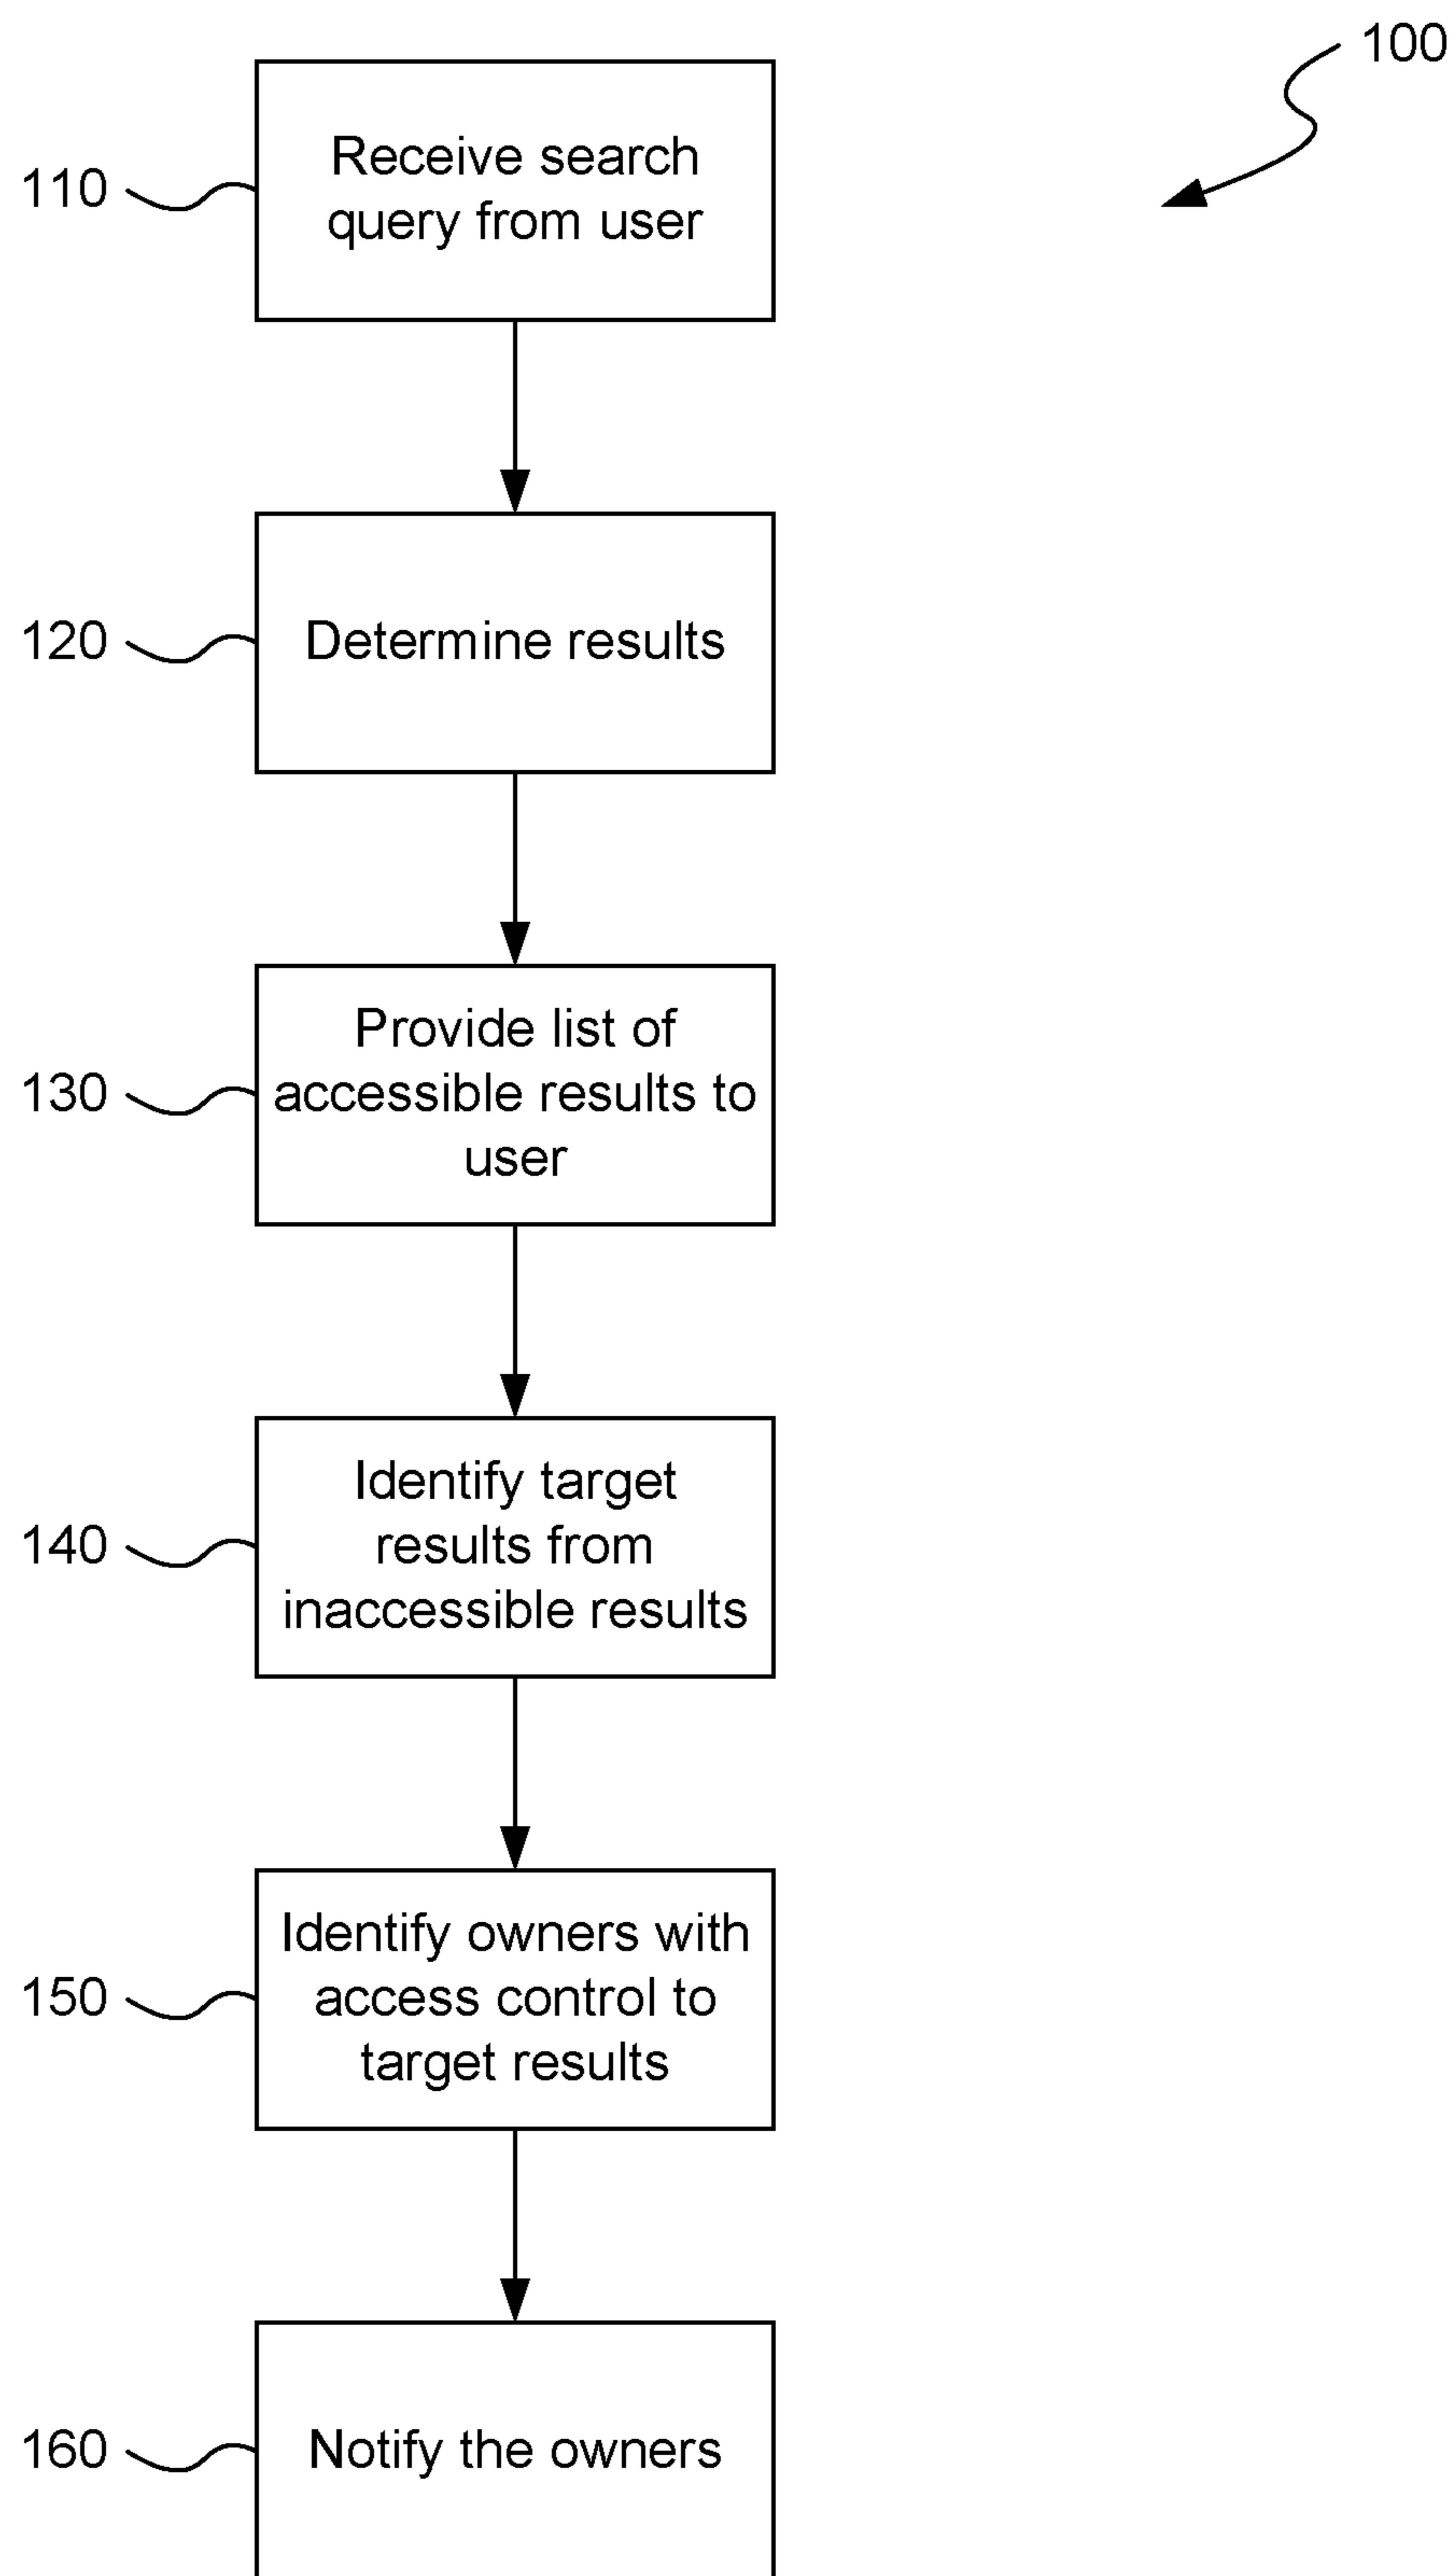 100
110
Receive search
query from user
120
Determine results
130
Provide list of
accessible results to
user
140
Identify target
results from
inaccessible results
150
Identify owners with
access control to
target results
160
Notify the owners